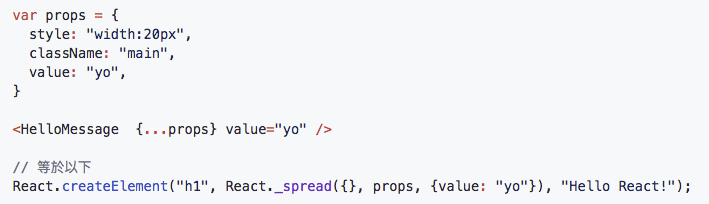 var props = {
  style: "width:20px",
  className: "main",
  value: "yo",
}
<HelloMessage  {...props} value="yo" />
// 等於以下
React.createElement("h1", React._spread({}, props, {value: "yo"}), "Hello React!");